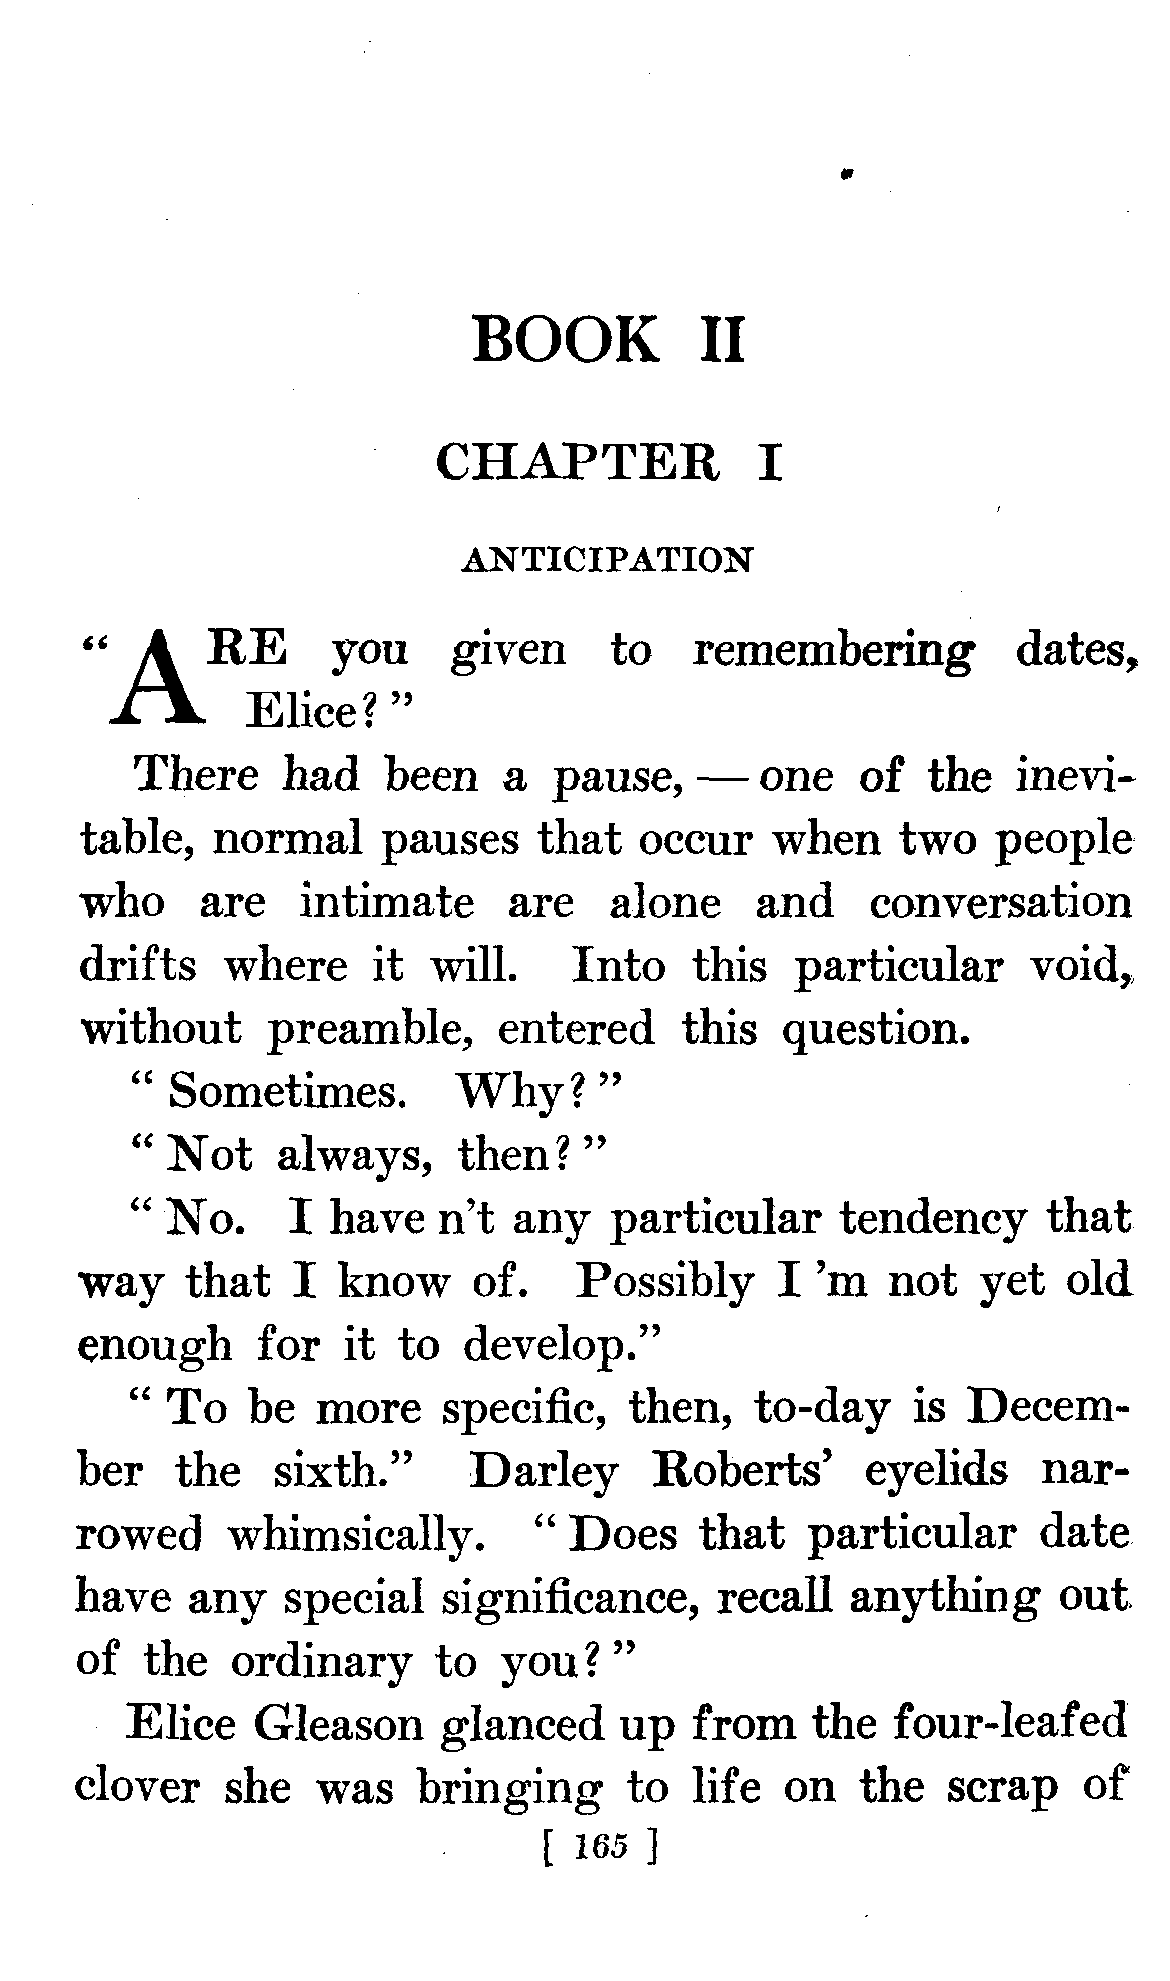 BOOK II
CHAPTER I
ANTICIPATION
“ARE you given to remembering dates,
Elice?”
There had been a pause, — one of the inevi-
table, normal pauses that occur when two people
who are intimate are alone and conversation
drifts where it will. Into this particular void,
without preamble, entered this question.
“Sometimes. Why?”
“Not always, then?”
“No. I have n’t any particular tendency that
way that I know of. Possibly I ’m not yet old
enough for it to develop.”
“To be more specific, then, to-day is Decem-
ber the sixth.” Darley Roberts’ eyelids nar-
rowed whimsically. “Does that particular date
have any special significance, recall anything out
of the ordinary to you?”
Elice Gleason glanced up from the four-leafed
clover she was bringing to life on the scrap of
[ 165 ]